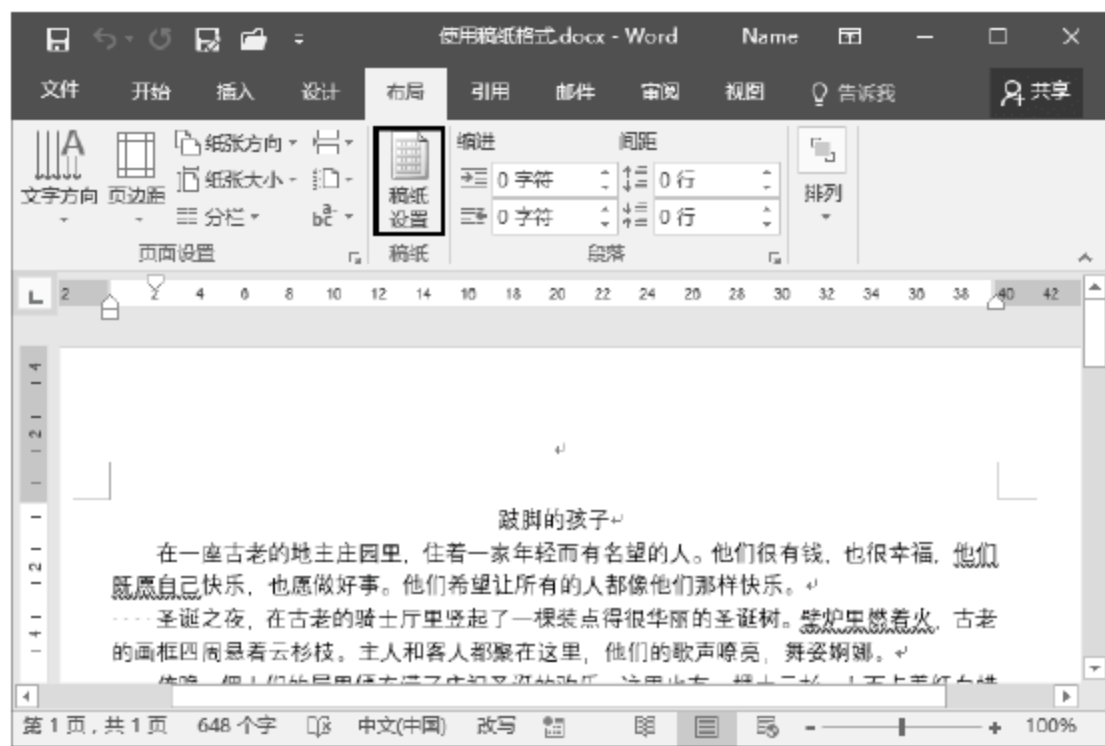 使用稿纸格式.docx - Word Name
文件 开始 插入 设计 布局 引用 邮件 审阅 视图 告诉我 共享
文字方向 页边距 纸张方向 纸张大小 分栏
稿纸
设置
缩进 间距
0 字符 0 行
0 字符 0 行
排列
页面设置 稿纸 段落
2 2 4 6 8 10 12 14 16 18 20 22 24 26 28 30 32 34 36 38 40 42
跛脚的孩子
在一座古老的地主庄园里，住着一家年轻而有名望的人。他们很有钱，也很幸福，他们
既愿自己快乐，也愿做好事。他们希望让所有的人都像他们那样快乐。
圣诞之夜，在古老的骑士厅里竖起了一棵装点得很华丽的圣诞树。壁炉里燃着火，古老
的画框四周悬着云杉枝。主人和客人都聚在这里，他们的歌声嘹亮，舞姿婀娜。
第 1 页，共 1 页 648 个字 中文(中国) 改写 100%